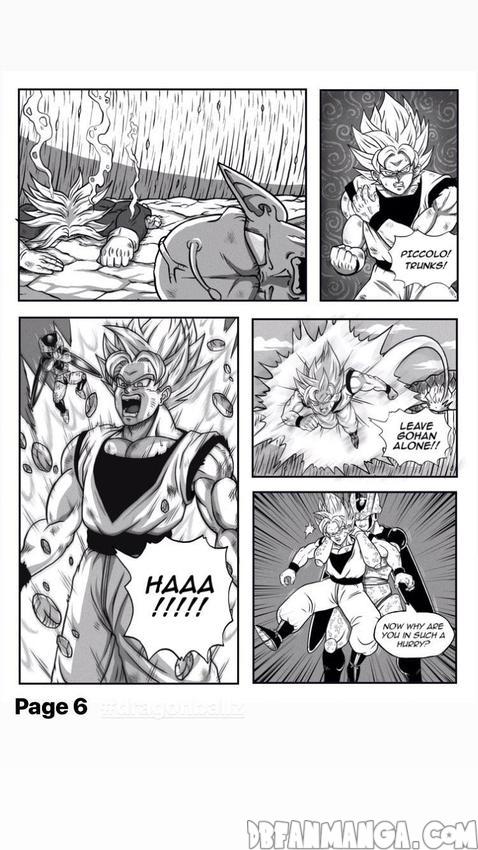 PICCOLO!
TRUNKS!
HAAA
!!!!!
LEAVE
GOHAN
ALONE!!
NOW WHY ARE
YOU IN SUCH A
HURRY?
Page 6 #dragonballz
DBFANMANGA.COM